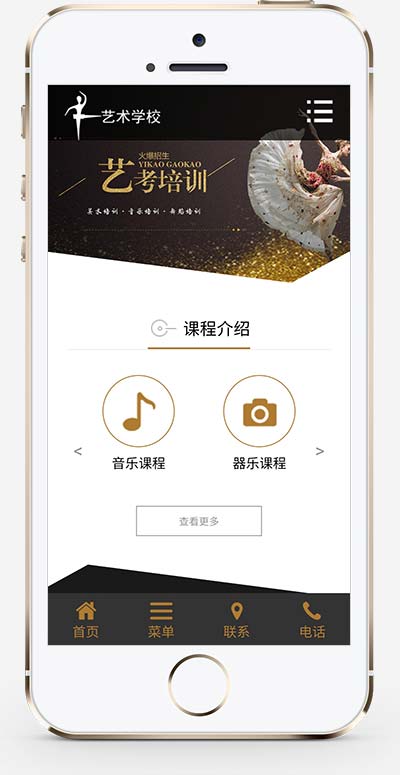 艺术学校
火爆招生
YIKAO GAOKAO
艺考培训
美术培训·音乐培训·舞蹈培训
课程介绍
<
音乐课程
器乐课程
>
查看更多
首页
菜单
联系
电话